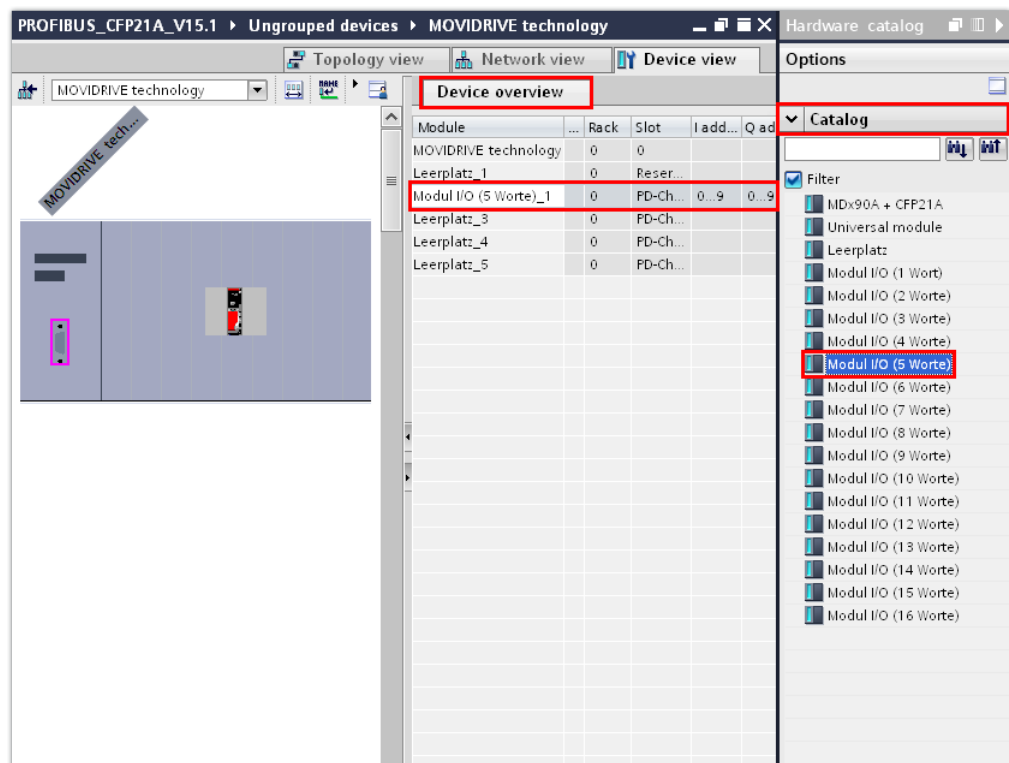 PROFIBUS_CFP21A_V15.1 ▸ Ungrouped devices ▸ MOVIDRIVE technology
Hardware catalog
Topology view Network view Device view
Options
MOVIDRIVE technology
Device overview
MOVIDRIVE tech...
Catalog
Filter
Module ... Rack Slot I add... Q ad
MOVIDRIVE technology 0 0
Leerplatz_1 0 Reser...
Modul I/O (5 Worte)_1 0 PD-Ch... 0...9 0...9
Leerplatz_3 0 PD-Ch...
Leerplatz_4 0 PD-Ch...
Leerplatz_5 0 PD-Ch...
MDx90A + CFP21A
Universal module
Leerplatz
Modul I/O (1 Wort)
Modul I/O (2 Worte)
Modul I/O (3 Worte)
Modul I/O (4 Worte)
Modul I/O (5 Worte)
Modul I/O (6 Worte)
Modul I/O (7 Worte)
Modul I/O (8 Worte)
Modul I/O (9 Worte)
Modul I/O (10 Worte)
Modul I/O (11 Worte)
Modul I/O (12 Worte)
Modul I/O (13 Worte)
Modul I/O (14 Worte)
Modul I/O (15 Worte)
Modul I/O (16 Worte)